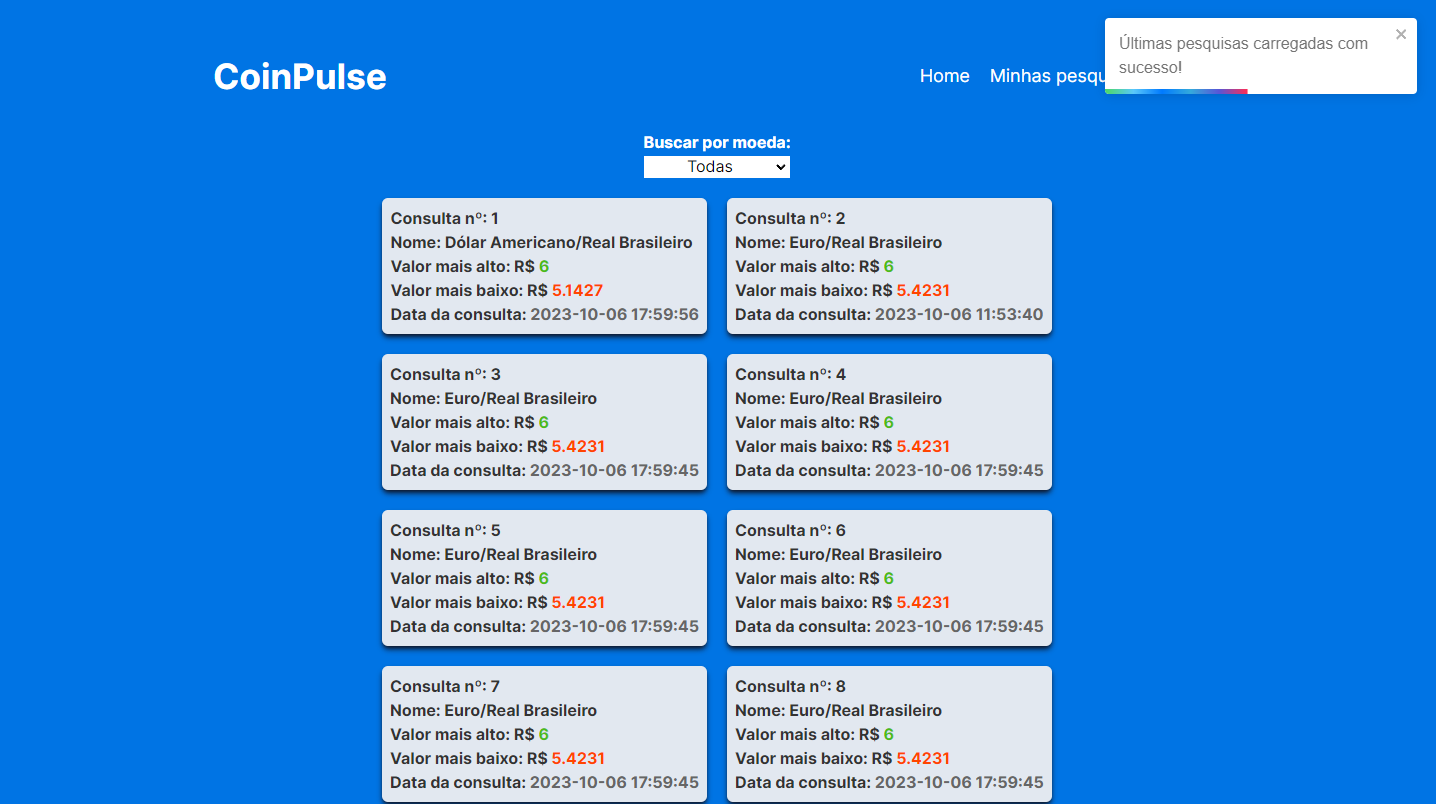 CoinPulse
Home
Minhas pesqu
Últimas pesquisas carregadas com
sucesso!
Buscar por moeda:
Todas
Consulta nº: 1
Nome: Dólar Americano/Real Brasileiro
Valor mais alto: R$ 6
Valor mais baixo: R$ 5.1427
Data da consulta: 2023-10-06 17:59:56
Consulta nº: 2
Nome: Euro/Real Brasileiro
Valor mais alto: R$ 6
Valor mais baixo: R$ 5.4231
Data da consulta: 2023-10-06 11:53:40
Consulta nº: 3
Nome: Euro/Real Brasileiro
Valor mais alto: R$ 6
Valor mais baixo: R$ 5.4231
Data da consulta: 2023-10-06 17:59:45
Consulta nº: 4
Nome: Euro/Real Brasileiro
Valor mais alto: R$ 6
Valor mais baixo: R$ 5.4231
Data da consulta: 2023-10-06 17:59:45
Consulta nº: 5
Nome: Euro/Real Brasileiro
Valor mais alto: R$ 6
Valor mais baixo: R$ 5.4231
Data da consulta: 2023-10-06 17:59:45
Consulta nº: 6
Nome: Euro/Real Brasileiro
Valor mais alto: R$ 6
Valor mais baixo: R$ 5.4231
Data da consulta: 2023-10-06 17:59:45
Consulta nº: 7
Nome: Euro/Real Brasileiro
Valor mais alto: R$ 6
Valor mais baixo: R$ 5.4231
Data da consulta: 2023-10-06 17:59:45
Consulta nº: 8
Nome: Euro/Real Brasileiro
Valor mais alto: R$ 6
Valor mais baixo: R$ 5.4231
Data da consulta: 2023-10-06 17:59:45